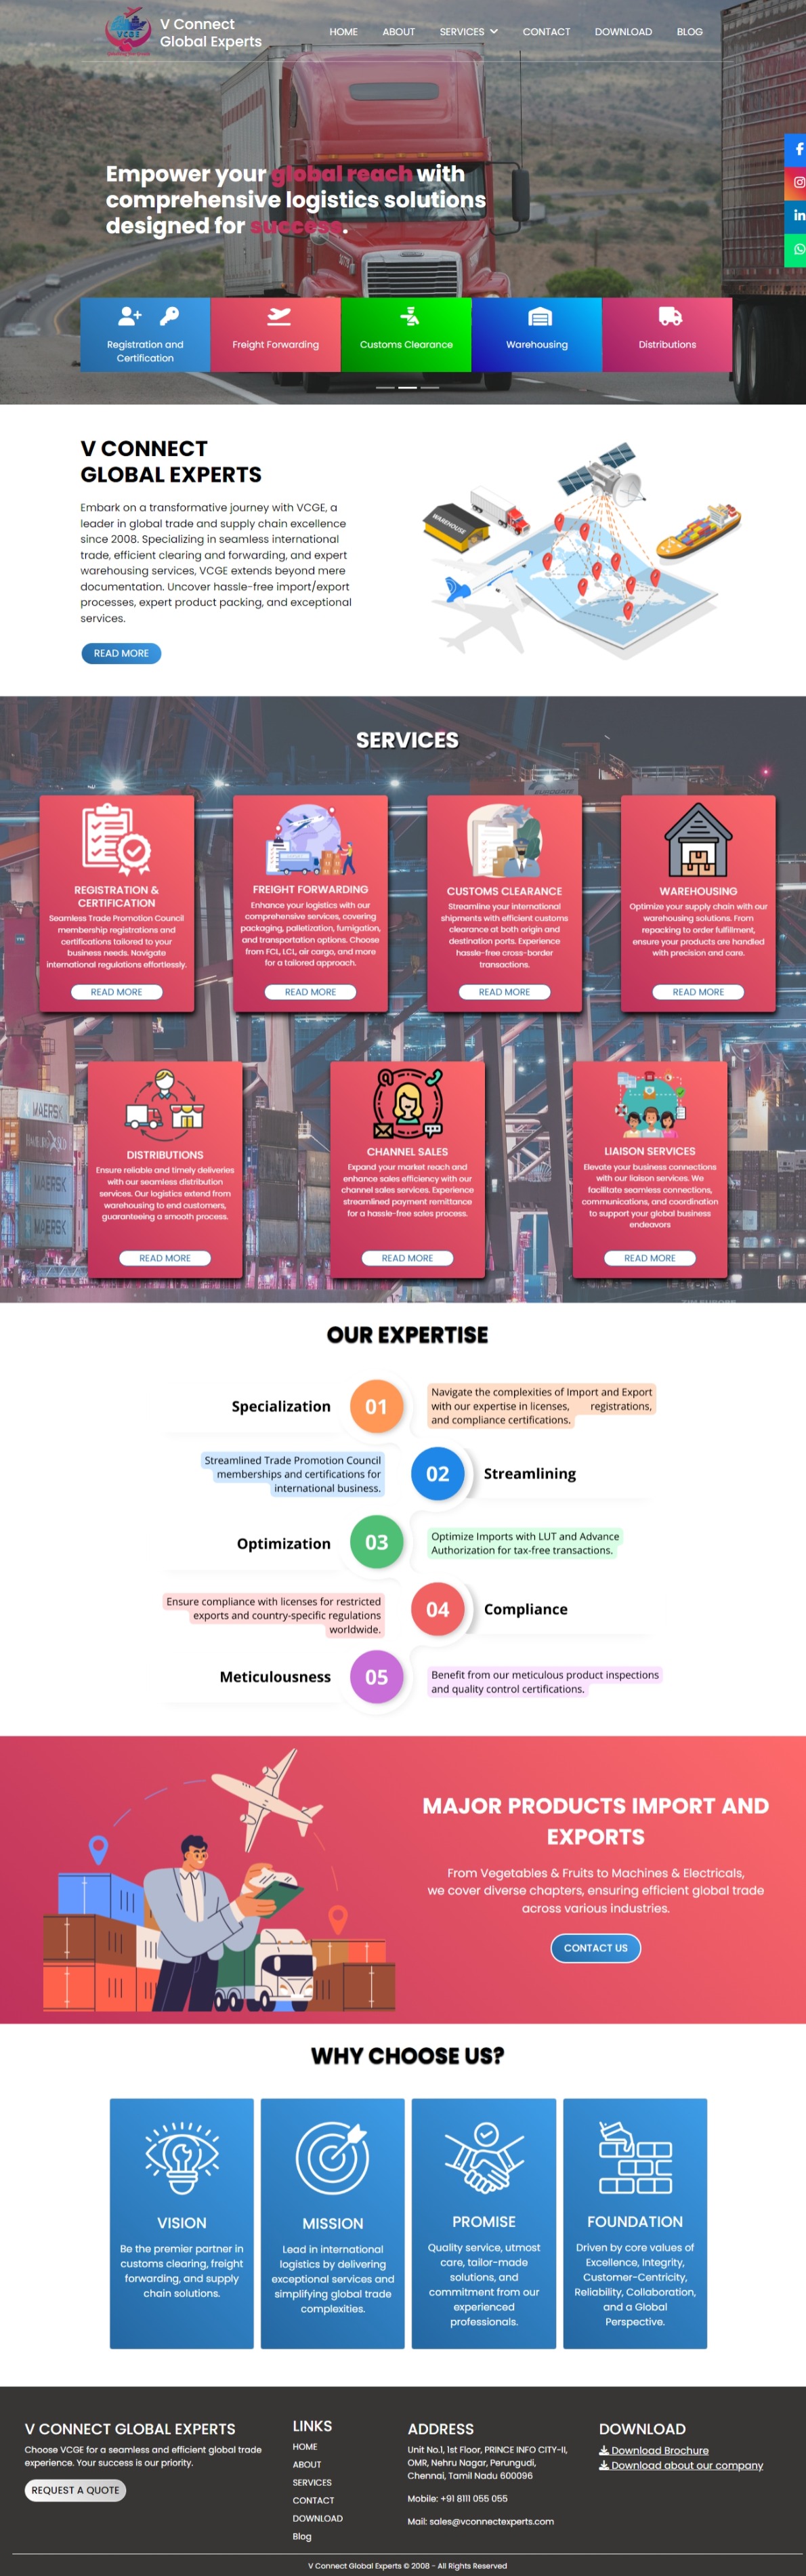 VCGE
V Connect
Global Experts
HOME
ABOUT
SERVICES
CONTACT
DOWNLOAD
BLOG
Empower your global reach with
comprehensive logistics solutions
designed for success.
Registration and
Certification
Freight Forwarding
Customs Clearance
Warehousing
Distributions
V CONNECT
GLOBAL EXPERTS
Embark on a transformative journey with VCGE, a
leader in global trade and supply chain excellence
since 2008. Specializing in seamless international
trade, efficient clearing and forwarding, and expert
warehousing services, VCGE extends beyond mere
documentation. Uncover hassle-free import/export
processes, expert product packing, and exceptional
services.
READ MORE
WAREHOUSE
SERVICES
REGISTRATION &
CERTIFICATION
Seamless Trade Promotion Council
membership registrations and
certifications tailored to your
business needs. Navigate
international regulations effortlessly.
READ MORE
FREIGHT FORWARDING
Enhance your logistics with our
comprehensive services, covering
packaging, palletization, fumigation,
and transportation options. Choose
from FCL, LCL, air cargo, and more
for a tailored approach.
READ MORE
CUSTOMS CLEARANCE
Streamline your international
shipments with efficient customs
clearance at both origin and
destination ports. Experience
hassle-free cross-border
transactions.
READ MORE
WAREHOUSING
Optimize your supply chain with our
warehousing solutions. From
repacking to order fulfillment,
ensure your products are handled
with precision and care.
READ MORE
MAERSK
MAERSK
MAERSK
DISTRIBUTIONS
Ensure reliable and timely deliveries
with our seamless distribution
services. Our logistics extend from
warehousing to end customers,
guaranteeing a smooth process.
READ MORE
CHANNEL SALES
Expand your market reach and
enhance sales efficiency with our
channel sales services. Experience
streamlined payment remittance
for a hassle-free sales process.
READ MORE
LIAISON SERVICES
Elevate your business connections
with our liaison services. We
facilitate seamless connections,
communications, and coordination
to support your global business
endeavors
READ MORE
OUR EXPERTISE
Specialization
01
Navigate the complexities of Import and Export
with our expertise in licenses, registrations,
and compliance certifications.
Streamlined Trade Promotion Council
memberships and certifications for
international business.
02
Streamlining
Optimization
03
Optimize Imports with LUT and Advance
Authorization for tax-free transactions.
Ensure compliance with licenses for restricted
exports and country-specific regulations
worldwide.
04
Compliance
Meticulousness
05
Benefit from our meticulous product inspections
and quality control certifications.
MAJOR PRODUCTS IMPORT AND
EXPORTS
From Vegetables & Fruits to Machines & Electricals,
we cover diverse chapters, ensuring efficient global trade
across various industries.
CONTACT US
WHY CHOOSE US?
VISION
Be the premier partner in
customs clearing, freight
forwarding, and supply
chain solutions.
MISSION
Lead in international
logistics by delivering
exceptional services and
simplifying global trade
complexities.
PROMISE
Quality service, utmost
care, tailor-made
solutions, and
commitment from our
experienced
professionals.
FOUNDATION
Driven by core values of
Excellence, Integrity,
Customer-Centricity,
Reliability, Collaboration,
and a Global
Perspective.
V CONNECT GLOBAL EXPERTS
Choose VCGE for a seamless and efficient global trade
experience. Your success is our priority.
REQUEST A QUOTE
LINKS
HOME
ABOUT
SERVICES
CONTACT
DOWNLOAD
Blog
ADDRESS
Unit No.1, 1st Floor, PRINCE INFO CITY-II,
OMR, Nehru Nagar, Perungudi,
Chennai, Tamil Nadu 600096
Mobile: +91 8111 055 055
Mail: sales@vconnectexperts.com
DOWNLOAD
Download Brochure
Download about our company
V Connect Global Experts © 2008 - All Rights Reserved